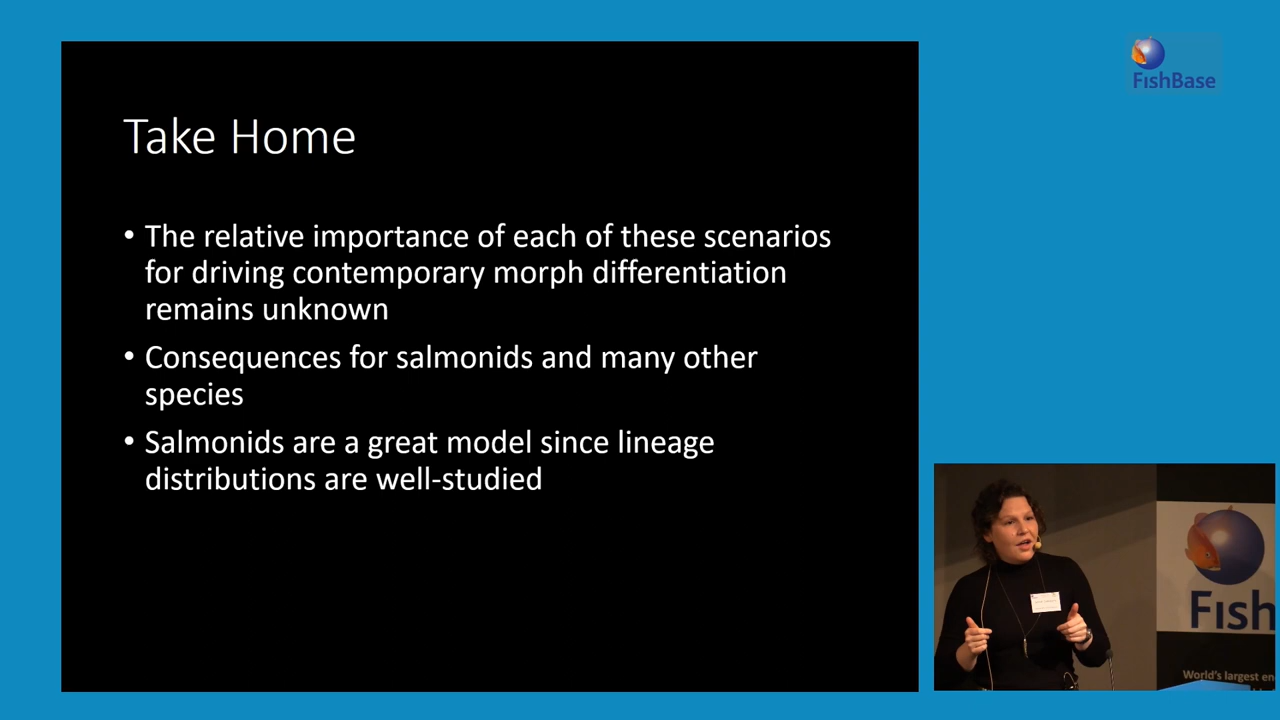 FishBase
Take Home
• The relative importance of each of these scenarios
for driving contemporary morph differentiation
remains unknown
• Consequences for salmonids and many other
species
• Salmonids are a great model since lineage
distributions are well-studied
Fish
World's largest en